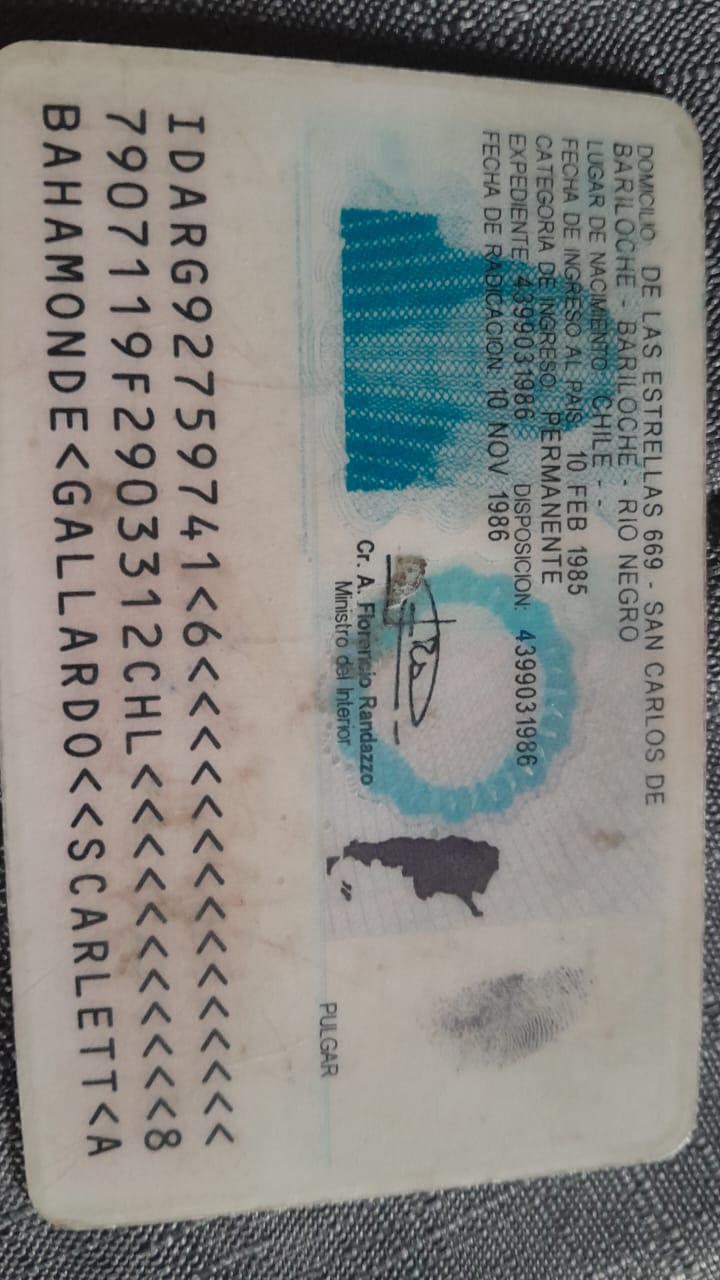 DOMICILIO: DE LAS ESTRELLAS 669 - SAN CARLOS DE
BARILOCHE - BARILOCHE - RIO NEGRO
LUGAR DE NACIMIENTO: CHILE - -
FECHA DE INGRESO AL PAIS: 10 FEB 1985
CATEGORIA DE INGRESO: PERMANENTE
EXPEDIENTE: 4399031986 DISPOSICION: 4399031986
FECHA DE RADICACION: 10 NOV 1986
Cr. A. Florencio Randazzo
Ministro del Interior
PULGAR
IDARG92759741<6<<<<<<<<<<<<<<<
7907119F2903312CHL<<<<<<<<<<<8
BAHAMONDE<GALLARDO<<SCARLETT<A